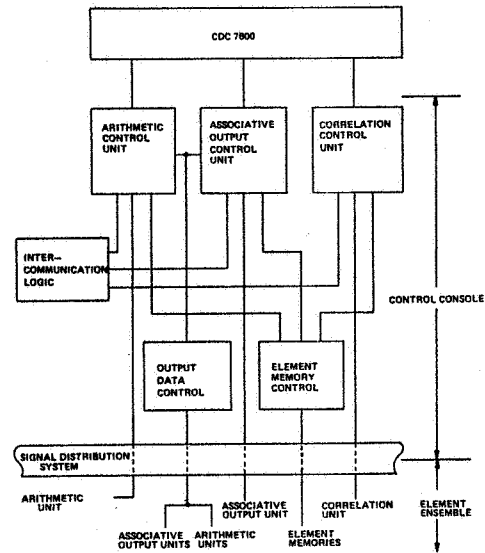 CDC 7600
ARITHMETIC
CONTROL
UNIT
ASSOCIATIVE
OUTPUT
CONTROL
UNIT
CORRELATION
CONTROL
UNIT
INTER-
COMMUNICATION
LOGIC
CONTROL CONSOLE
OUTPUT
DATA
CONTROL
ELEMENT
MEMORY
CONTROL
SIGNAL DISTRIBUTION
SYSTEM
ARITHMETIC
UNIT
ASSOCIATIVE
OUTPUT UNIT
CORRELATION
UNIT
ELEMENT
ENSEMBLE
ASSOCIATIVE
OUTPUT UNITS
ARITHMETIC
UNITS
ELEMENT
MEMORIES